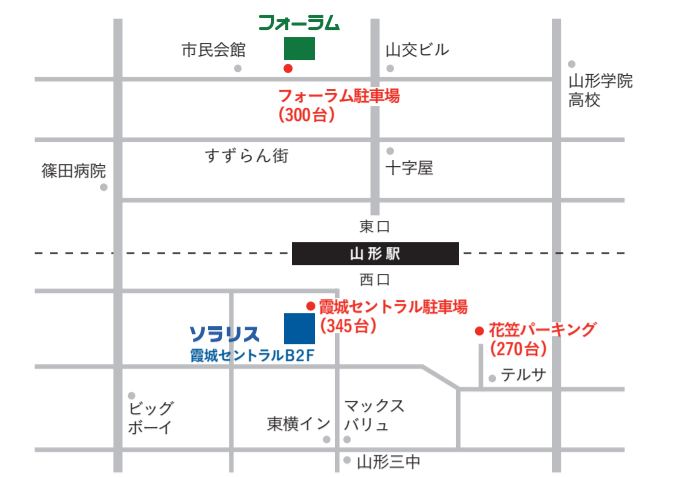 フォーラム
市民会館
山交ビル
山形学院
高校
フォーラム駐車場
(300台)
すずらん街
十字屋
篠田病院
東口
山形駅
西口
霞城セントラル駐車場
(345台)
ソラリス
霞城セントラルB2F
花笠パーキング
(270台)
テルサ
ビッグ
ボーイ
東横イン
マックス
バリュ
山形三中